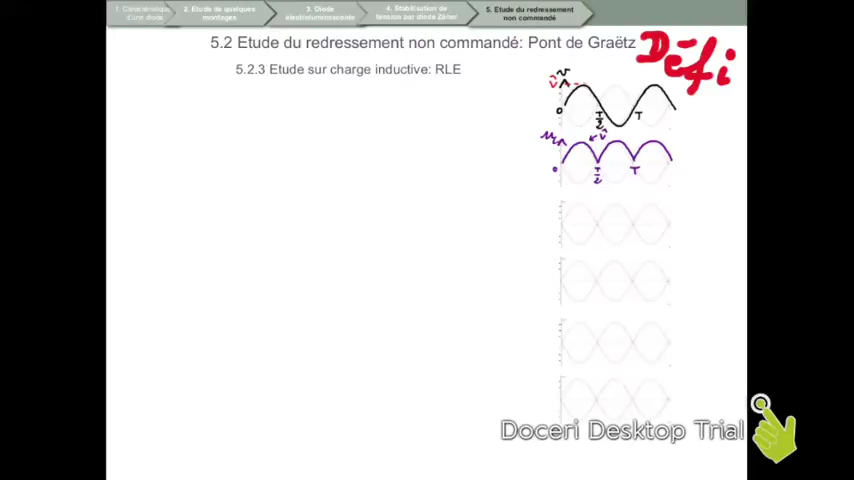 1. Caractéristique d'une diode
2. Etude de quelques montages
3. Diode électroluminescente
4. Stabilisation de tension par diode Zéner
5. Etude du redressement non commandé
5.2 Etude du redressement non commandé: Pont de Graëtz
Défi
5.2.3 Etude sur charge inductive: RLE
v
0
T/2
T
0
T/2
T
Doceri Desktop Trial